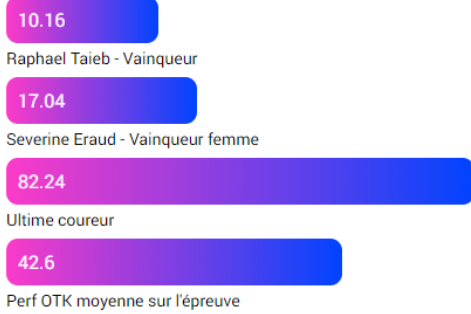 10.16
Raphael Taieb - Vainqueur
17.04
Severine Eraud - Vainqueur femme
82.24
Ultime coureur
42.6
Perf OTK moyenne sur l'épreuve